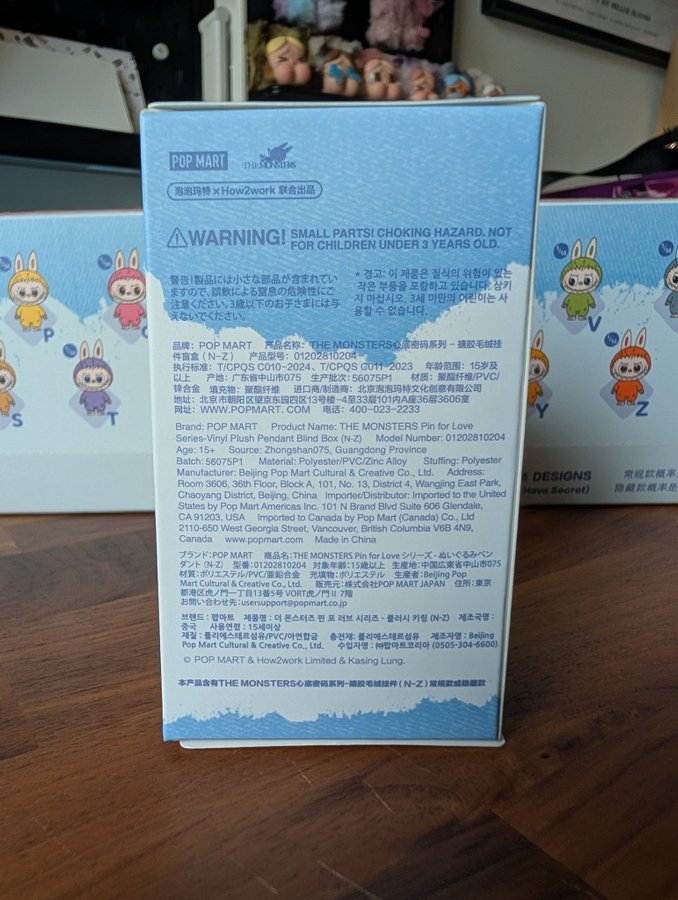 POP MART
THE MONSTERS
泡泡玛特 x How2work 联合出品
WARNING! SMALL PARTS! CHOKING HAZARD. NOT
FOR CHILDREN UNDER 3 YEARS OLD.
警告!製品には小さな部品が含まれてい
ますので、誤飲による窒息の危険性にご
注意ください。3歳以下のお子さまには与
えないでください。
* 경고: 이 제품은 질식의 위험이 있는
작은 부품을 포함하고 있습니다. 삼키
지 마십시오. 3세 미만의 어린이는 사
용할 수 없습니다.
品牌: POP MART 产品名称: THE MONSTERS心底密码系列 – 搪胶毛绒挂
件盲盒 ( N–Z ) 产品型号: 01202810204
执行标准: T/CPQS C010–2024、T/CPQS C011–2023 年龄范围: 15岁及
以上 产地: 广东省中山市075 生产批次: 56075P1 材质: 聚酯纤维/PVC/
锌合金 填充物: 聚酯纤维 进口商/制造商: 北京泡泡玛特文化创意有限公司
地址: 北京市朝阳区望京东园四区13号楼–4至33层101内A座36层3606室
网址: WWW.POPMART. COM 电话: 400–023–2233
Brand: POP MART Product Name: THE MONSTERS Pin for Love
Series-Vinyl Plush Pendant Blind Box (N-Z) Model Number: 01202810204
Age: 15+ Source: Zhongshan075, Guangdong Province
Batch: 56075P1 Material: Polyester/PVC/Zinc Alloy Stuffing: Polyester
Manufacturer: Beijing Pop Mart Cultural & Creative Co., Ltd. Address:
Room 3606, 36th Floor, Block A, 101, No. 13, District 4, Wangjing East Park,
Chaoyang District, Beijing, China Importer/Distributor: Imported to the United
States by Pop Mart Americas Inc. 101 N Brand Blvd Suite 606 Glendale,
CA 91203, USA Imported to Canada by Pop Mart (Canada) Co., Ltd
2110-650 West Georgia Street, Vancouver, British Columbia V6B 4N9,
Canada www.popmart.com Made in China
ブランド: POP MART 商品名:THE MONSTERS Pin for Love シリーズ - ぬいぐるみペン
ダント (N-Z) 型番:01202810204 対象年齢:15歳以上 生産地:中国広東省中山市075
材質:ポリエステル/PVC/亜鉛合金 充填物:ポリエステル 生産者:Beijing Pop
Mart Cultural & Creative Co., Ltd. 販売元:株式会社POP MART JAPAN 住所:東京
都港区虎ノ門一丁目13番5号 VORT虎ノ門II 7階
お問い合わせ先:usersupport@popmart.co.jp
브랜드 : 팝마트 제품명: 더 몬스터즈 핀 포 러브 시리즈 - 플러시 키링 (N-Z) 제조국명 :
중국 사용연령 : 15세이상
재질 : 폴리에스테르섬유/PVC/아연합금 충전재: 폴리에스테르섬유 제조자명 : Beijing
Pop Mart Cultural & Creative Co., Ltd. 수입자명 : ㈜팝마트코리아 (0505-304-6600)
© POP MART & How2work Limited & Kasing Lung.
本产品含有THE MONSTERS心底密码系列–搪胶毛绒挂件 ( N–Z ) 常规款或隐藏款
P
S
T
V
Y
Z
DESIGNS
Have Secret)
常规款概率
隐藏款概率